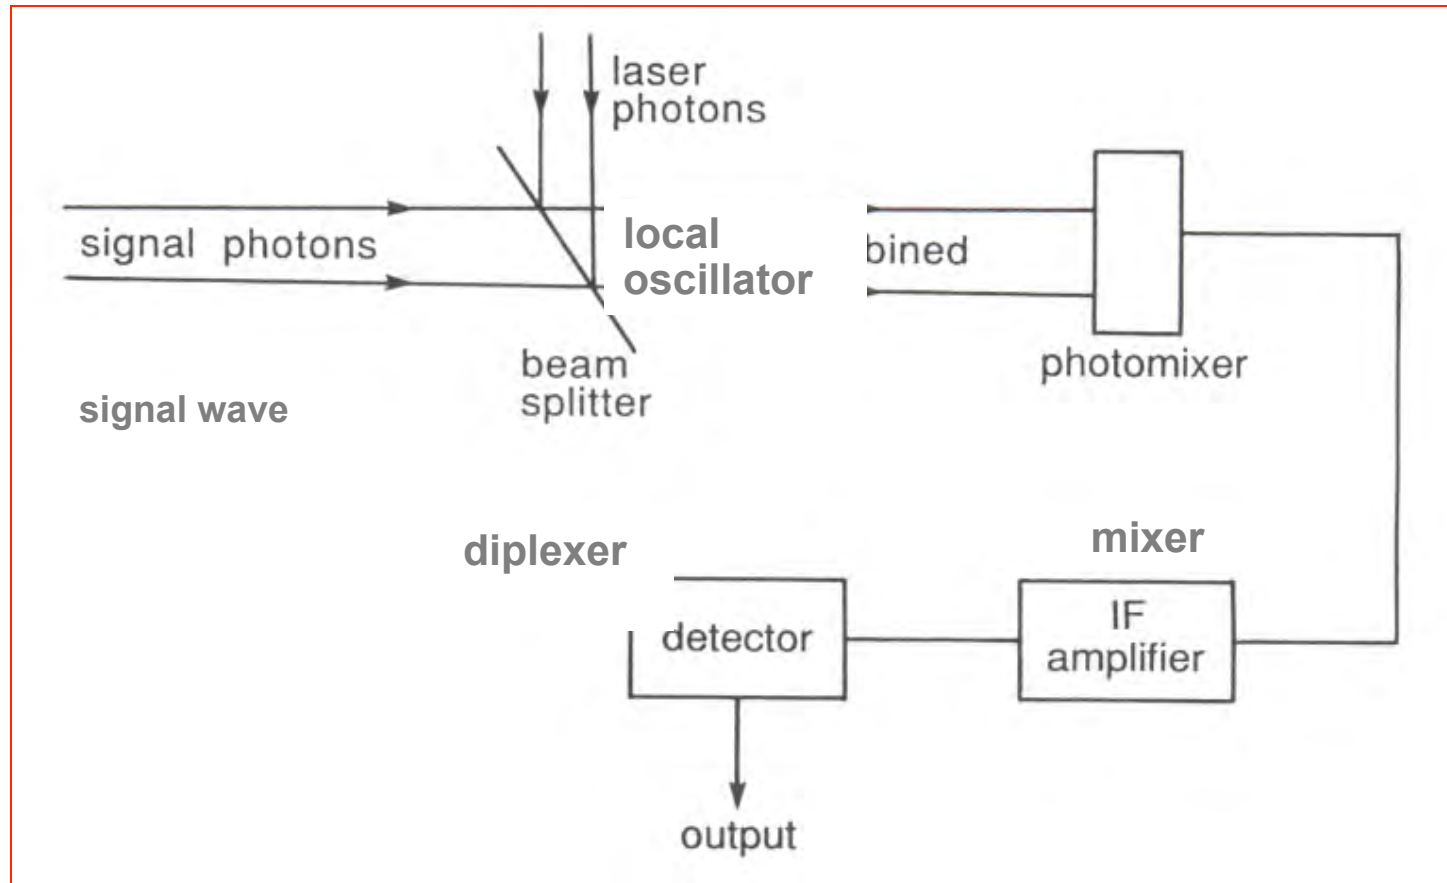 laser
photons
signal photons
local
oscillator
bined
beam
splitter
photomixer
signal wave
diplexer
mixer
detector
IF
amplifier
output